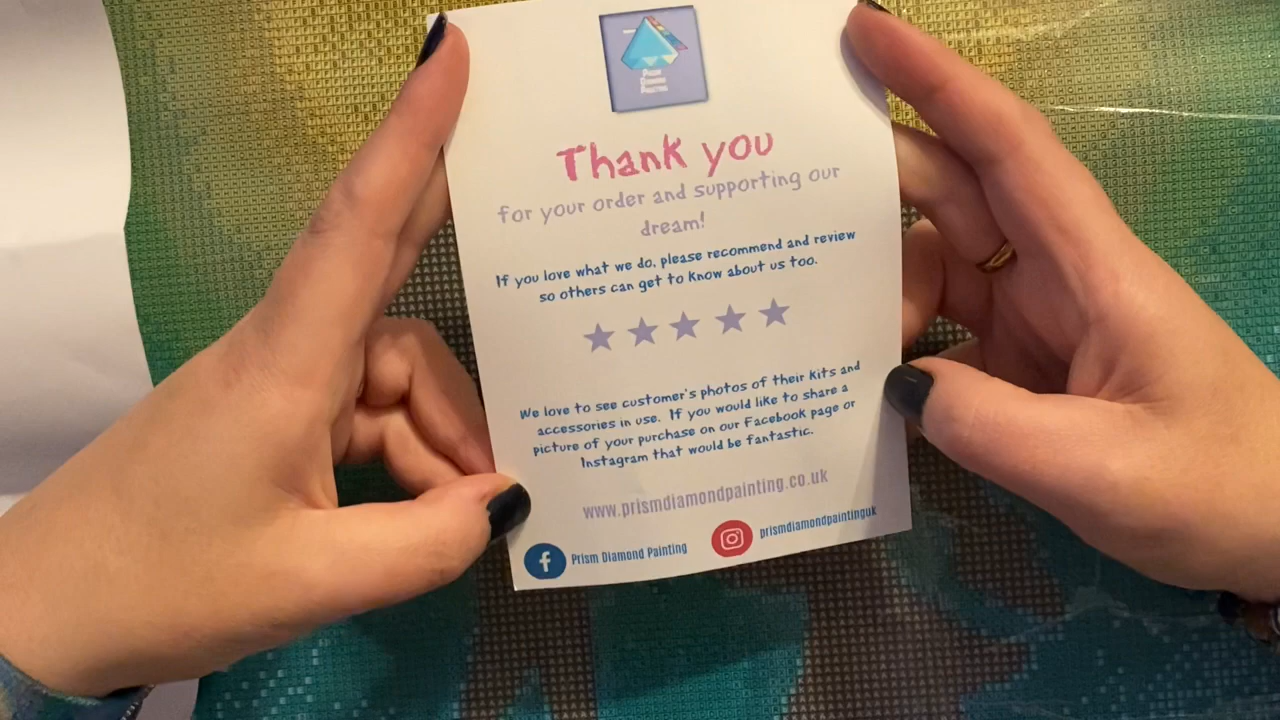 Prism
Diamond
Painting
Thank you
for your order and supporting our
dream!
If you love what we do, please recommend and review
so others can get to know about us too.
We love to see customer's photos of their kits and
accessories in use. If you would like to share a
picture of your purchase on our Facebook page or
Instagram that would be fantastic.
www.prismdiamondpainting.co.uk
f Prism Diamond Painting
prismdiamondpaintinguk